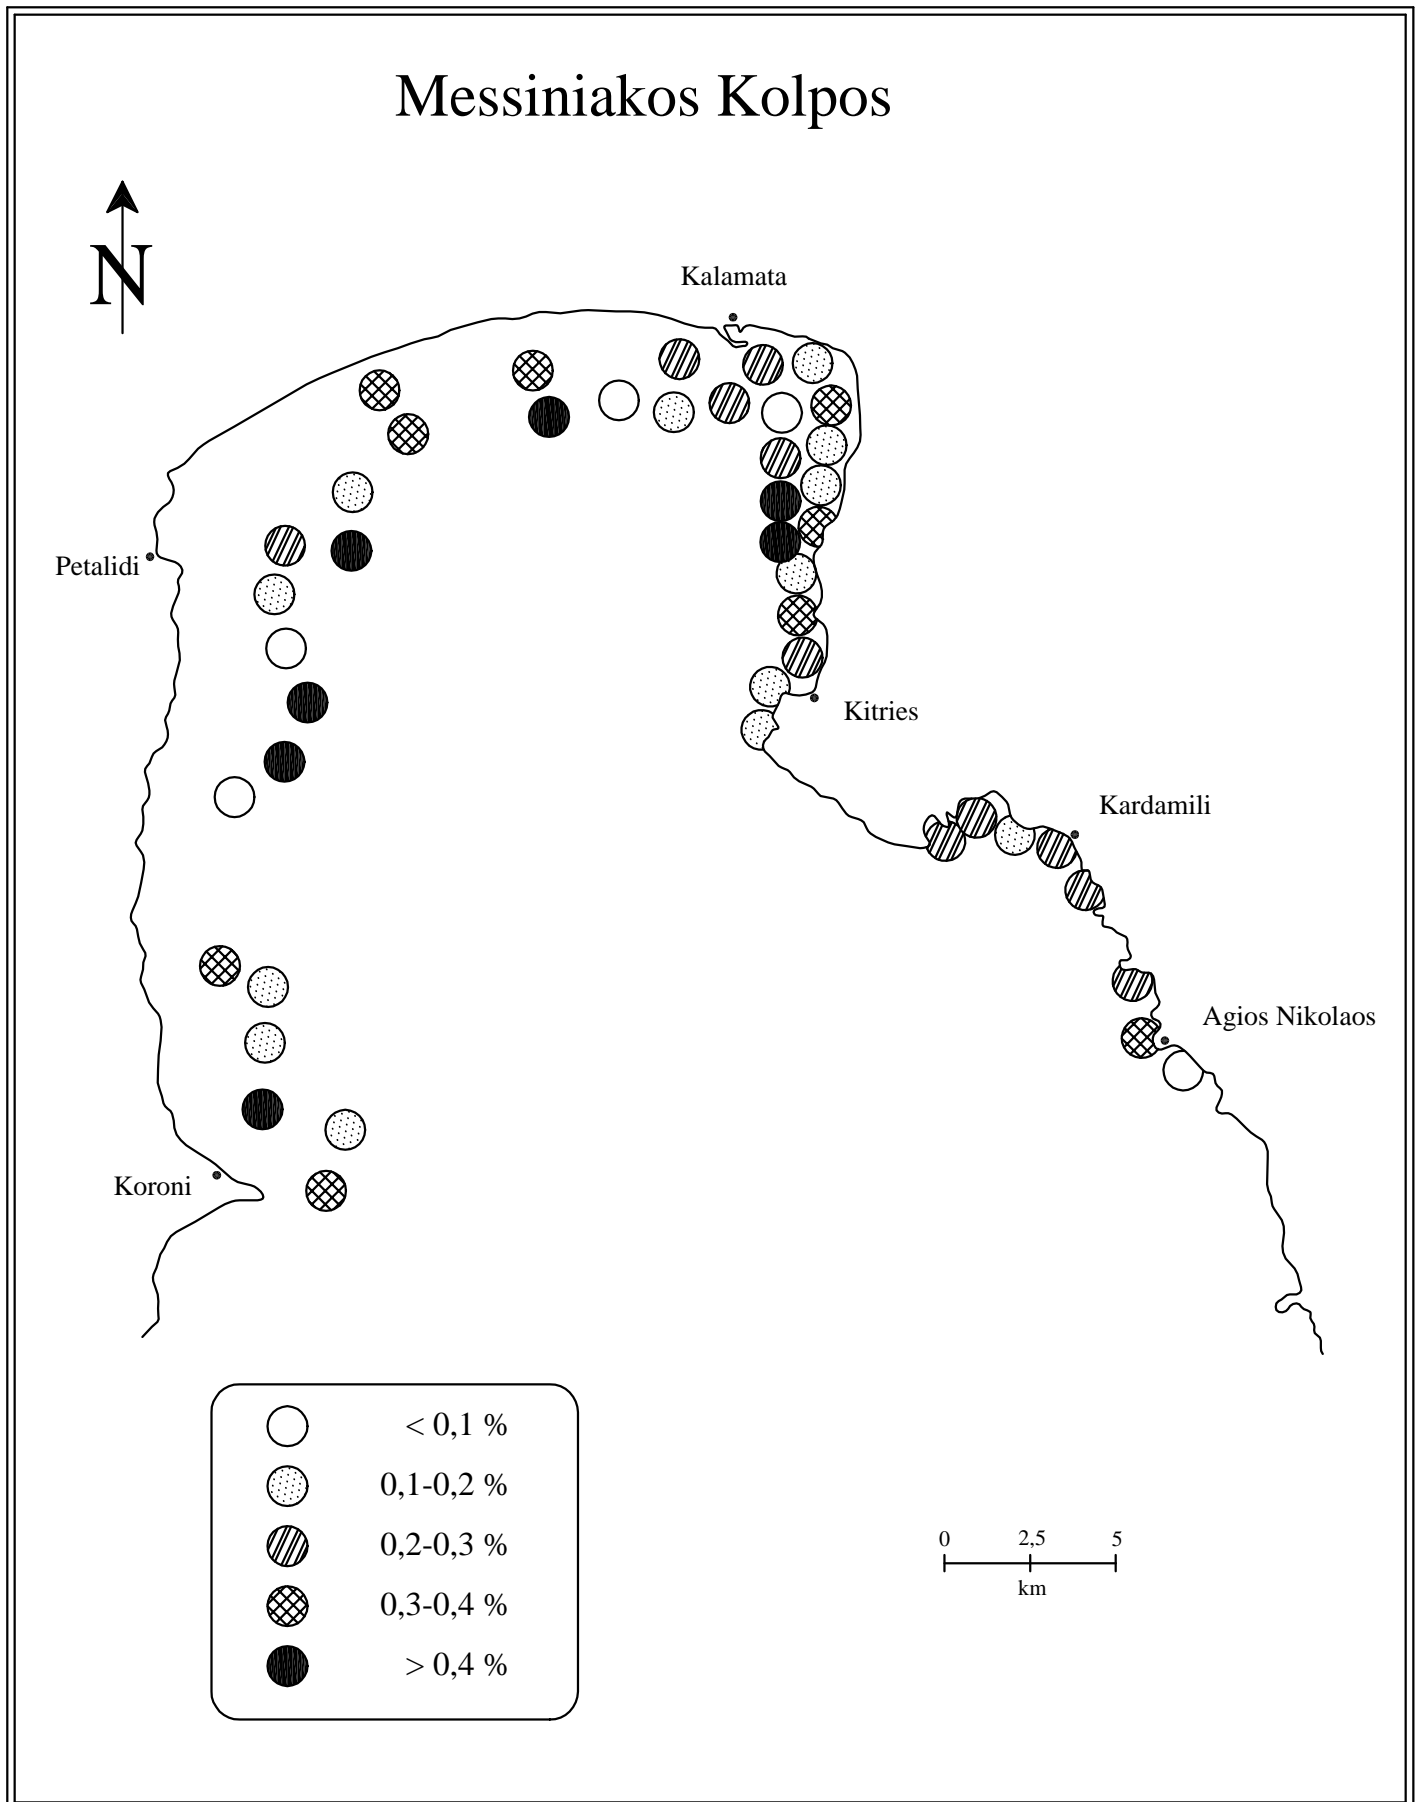 Messiniakos Kolpos
N
Kalamata
Petalidi
Kitries
Kardamili
Agios Nikolaos
Koroni
< 0,1 %
0,1-0,2 %
0,2-0,3 %
0,3-0,4 %
> 0,4 %
0 2,5 5
km